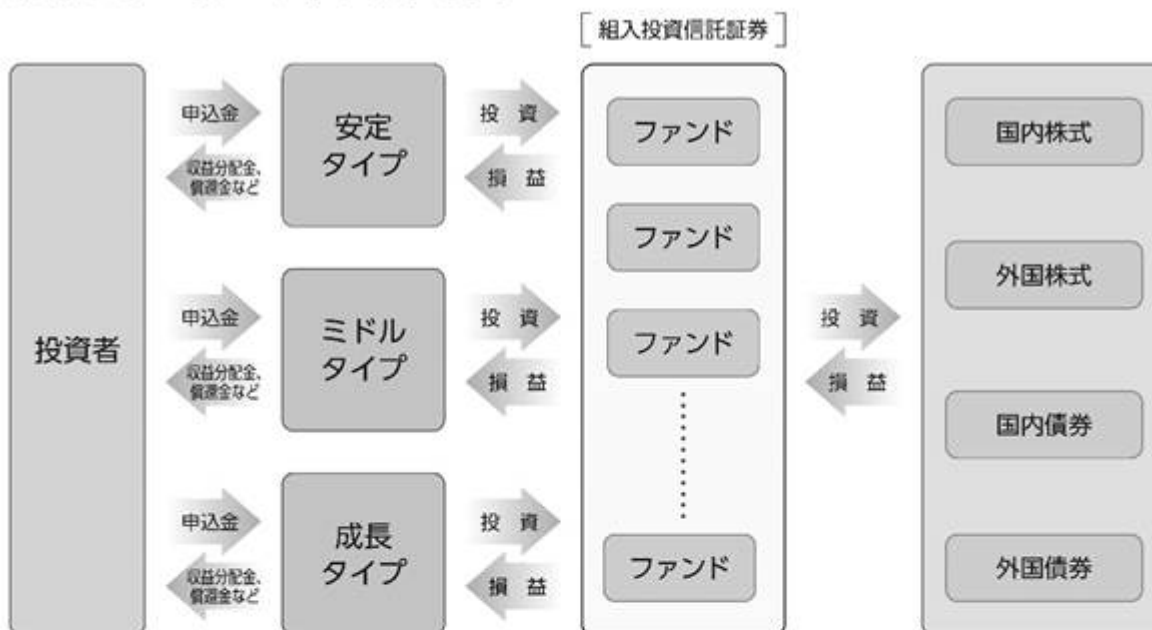 [組入投資信託証券]
投資者
申込金
収益分配金、
償還金など
安定
タイプ
投 資
損 益
申込金
収益分配金、
償還金など
ミドル
タイプ
投 資
損 益
申込金
収益分配金、
償還金など
成長
タイプ
投 資
損 益
ファンド
ファンド
ファンド
ファンド
投 資
損 益
国内株式
外国株式
国内債券
外国債券